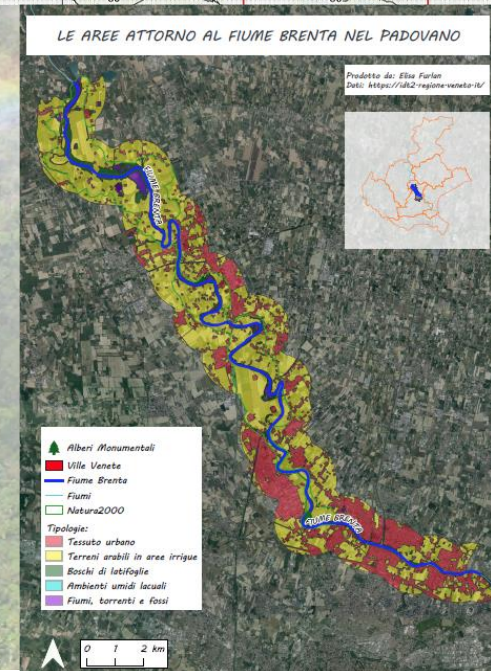 LE AREE ATTORNO AL FIUME BRENTA NEL PADOVANO
Prodotto da: Elisa Furlan
Dati: https://idt2-regione-veneto-it/
FIUME BRENTA
FIUME BRENTA
Alberi Monumentali
Ville Venete
Fiume Brenta
Fiumi
Natura2000
Tipologie:
Tessuto urbano
Terreni arabili in aree irrigue
Boschi di latifoglie
Ambienti umidi lacuali
Fiumi, torrenti e fossi
0 1 2 km